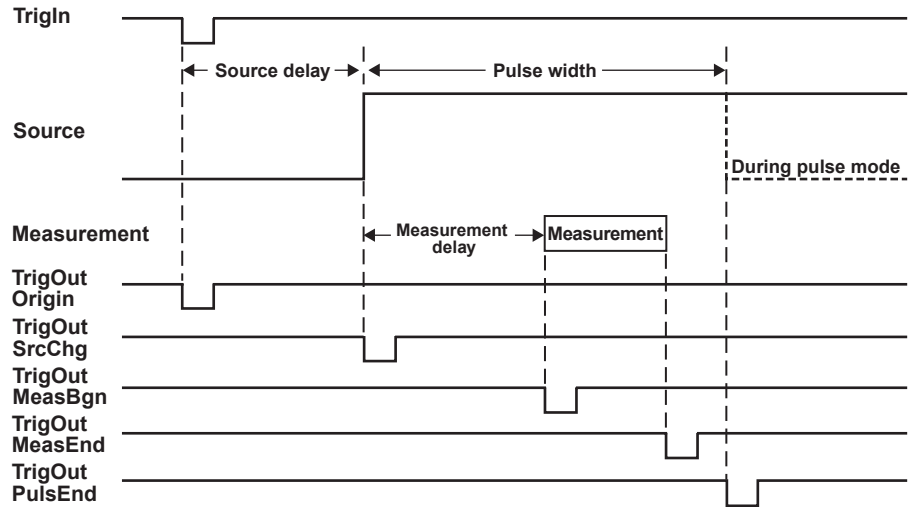 TrigIn
Source delay
Pulse width
Source
During pulse mode
Measurement
Measurement
delay
Measurement
TrigOut
Origin
TrigOut
SrcChg
TrigOut
MeasBgn
TrigOut
MeasEnd
TrigOut
PulsEnd